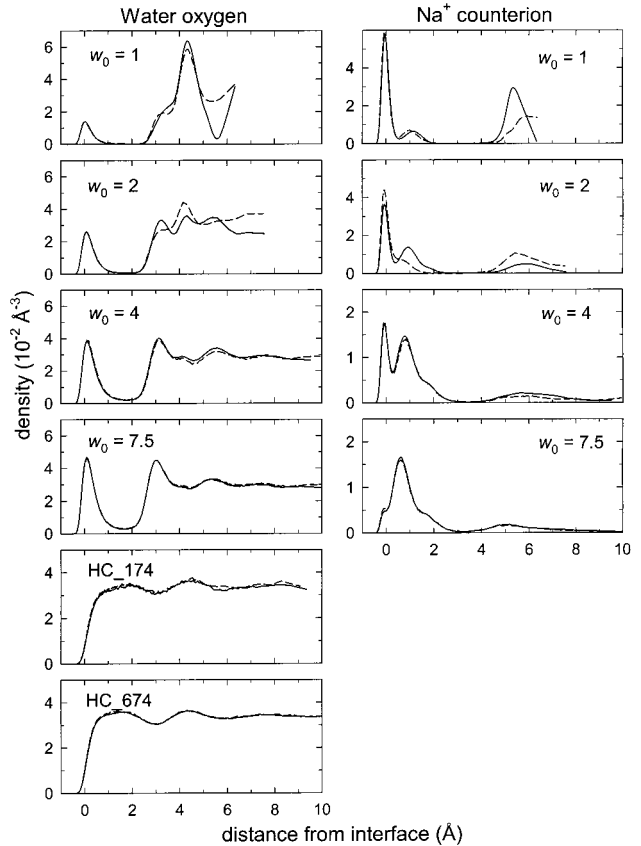 Water oxygen
Na⁺ counterion
w₀ = 1
6
4
2
0
w₀ = 1
4
2
0
w₀ = 2
6
4
2
0
w₀ = 2
4
2
0
w₀ = 4
4
2
0
w₀ = 4
2
1
0
w₀ = 7.5
4
2
0
w₀ = 7.5
2
1
0
0 2 4 6 8 10
HC_174
4
2
0
HC_674
4
2
0
0 2 4 6 8 10
density (10⁻² Å⁻³)
distance from interface (Å)